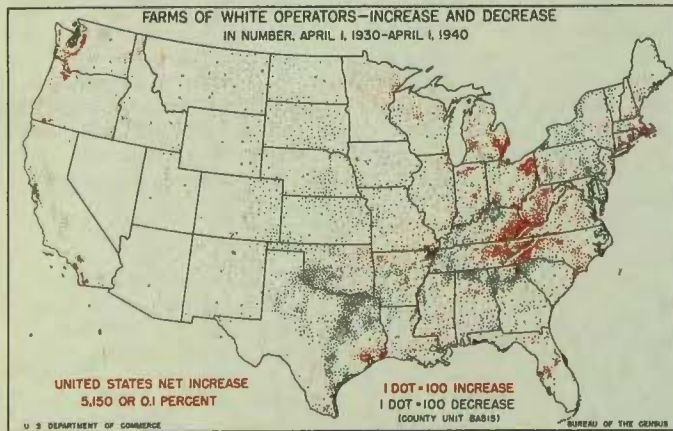 FARMS OF WHITE OPERATORS—INCREASE AND DECREASE
IN NUMBER, APRIL 1, 1930–APRIL 1, 1940
UNITED STATES NET INCREASE
5,150 OR 0.1 PERCENT
1 DOT = 100 INCREASE
1 DOT = 100 DECREASE
(COUNTY UNIT BASIS)
U S DEPARTMENT OF COMMERCE
BUREAU OF THE CENSUS